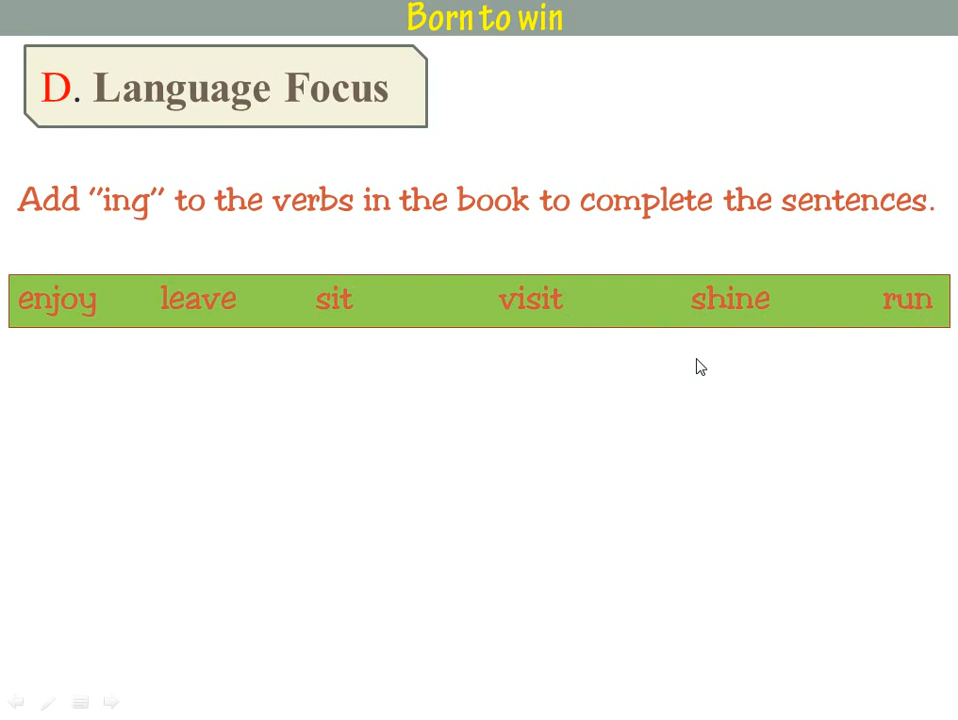 Born to win
D. Language Focus
Add "ing" to the verbs in the book to complete the sentences.
enjoy leave sit visit shine run